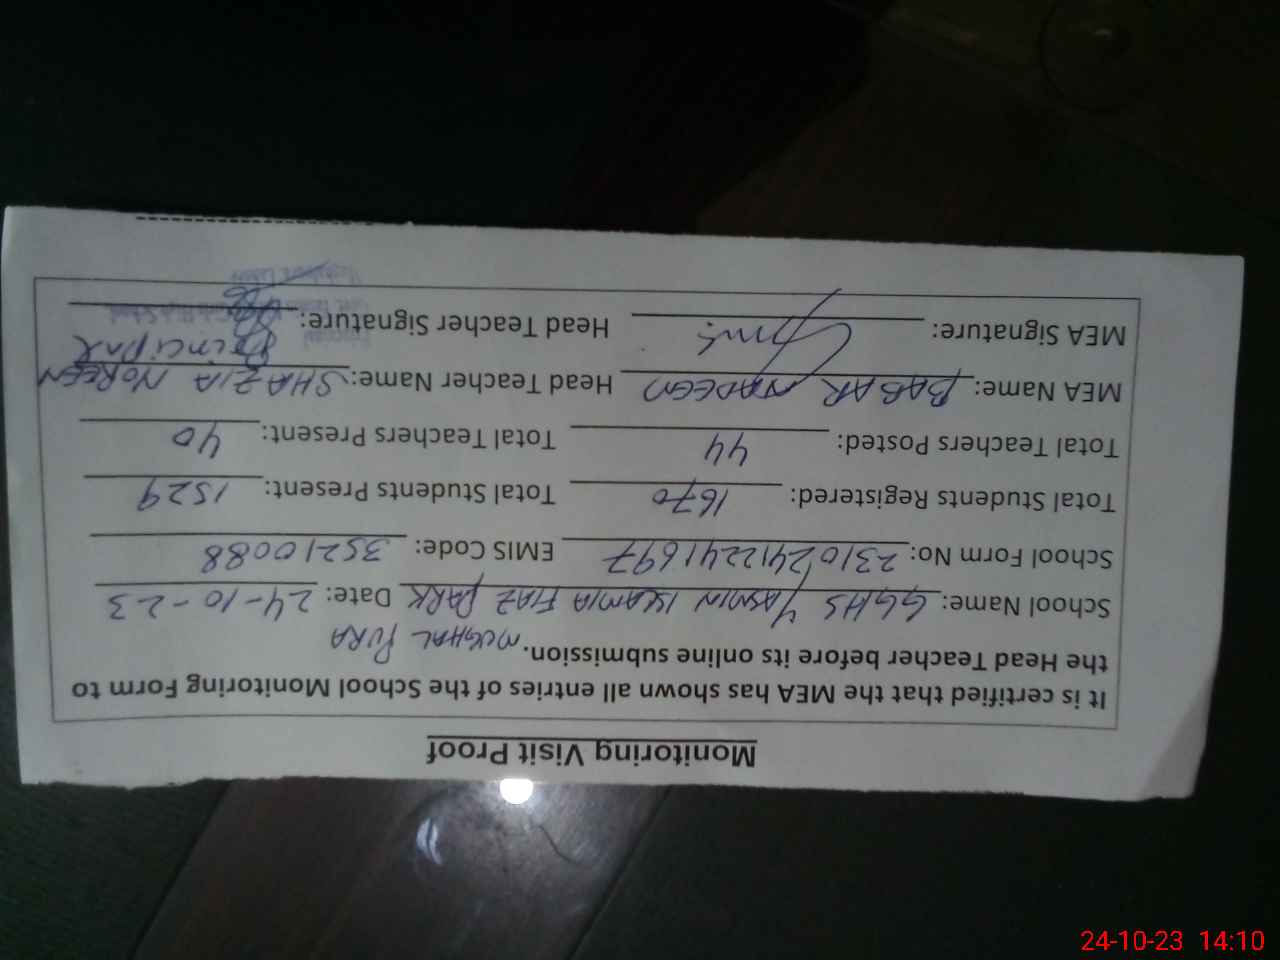 Monitoring Visit Proof
It is certified that the MEA has shown all entries of the School Monitoring Form to
the Head Teacher before its online submission. MUGHAL PURA
School Name: GGHS YASMIN ISLAMIA FIAZ PARK Date: 24-10-23
School Form No: 231024122241697 EMIS Code: 35210088
Total Students Registered: 1670 Total Students Present: 1529
Total Teachers Posted: 44 Total Teachers Present: 40
MEA Name: BABAR NADEEM Head Teacher Name: SHAZIA NOREEN
Principal
MEA Signature: Head Teacher Signature:
Principal
24-10-23 14:10